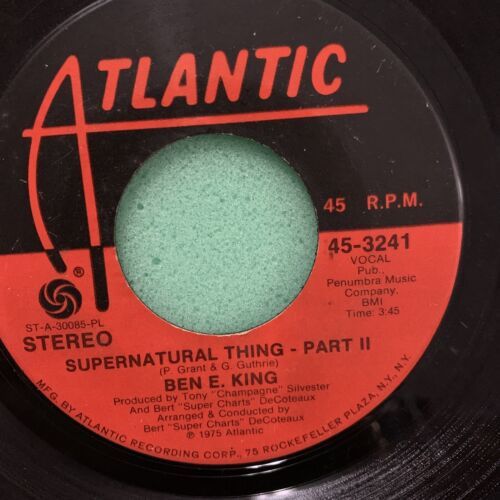 ATLANTIC
45 R.P.M.
45-3241
VOCAL
Pub.,
Penumbra Music
Company.
BMI
Time: 3:45
®
ST-A-30085-PL
STEREO
SUPERNATURAL THING - PART II
(P. Grant & G. Guthrie)
BEN E. KING
Produced by Tony "Champagne" Silvester
And Bert "Super Charts" DeCoteaux
Arranged & Conducted by
Bert "Super Charts" DeCoteaux
℗ 1975 Atlantic
MFG. BY ATLANTIC RECORDING CORP., 75 ROCKEFELLER PLAZA, N.Y., N.Y.